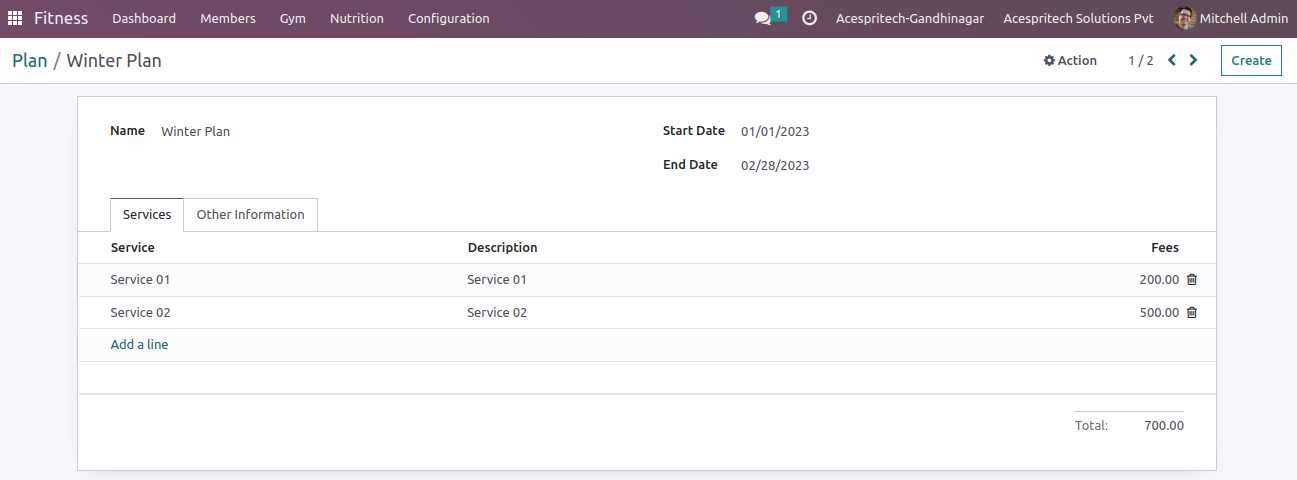 Fitness Dashboard Members Gym Nutrition Configuration 1 Acespritech-Gandhinagar Acespritech Solutions Pvt Mitchell Admin
Plan / Winter Plan Action 1 / 2 Create
Name Winter Plan Start Date 01/01/2023
End Date 02/28/2023
Services Other Information
Service Description Fees
Service 01 Service 01 200.00
Service 02 Service 02 500.00
Add a line
Total: 700.00